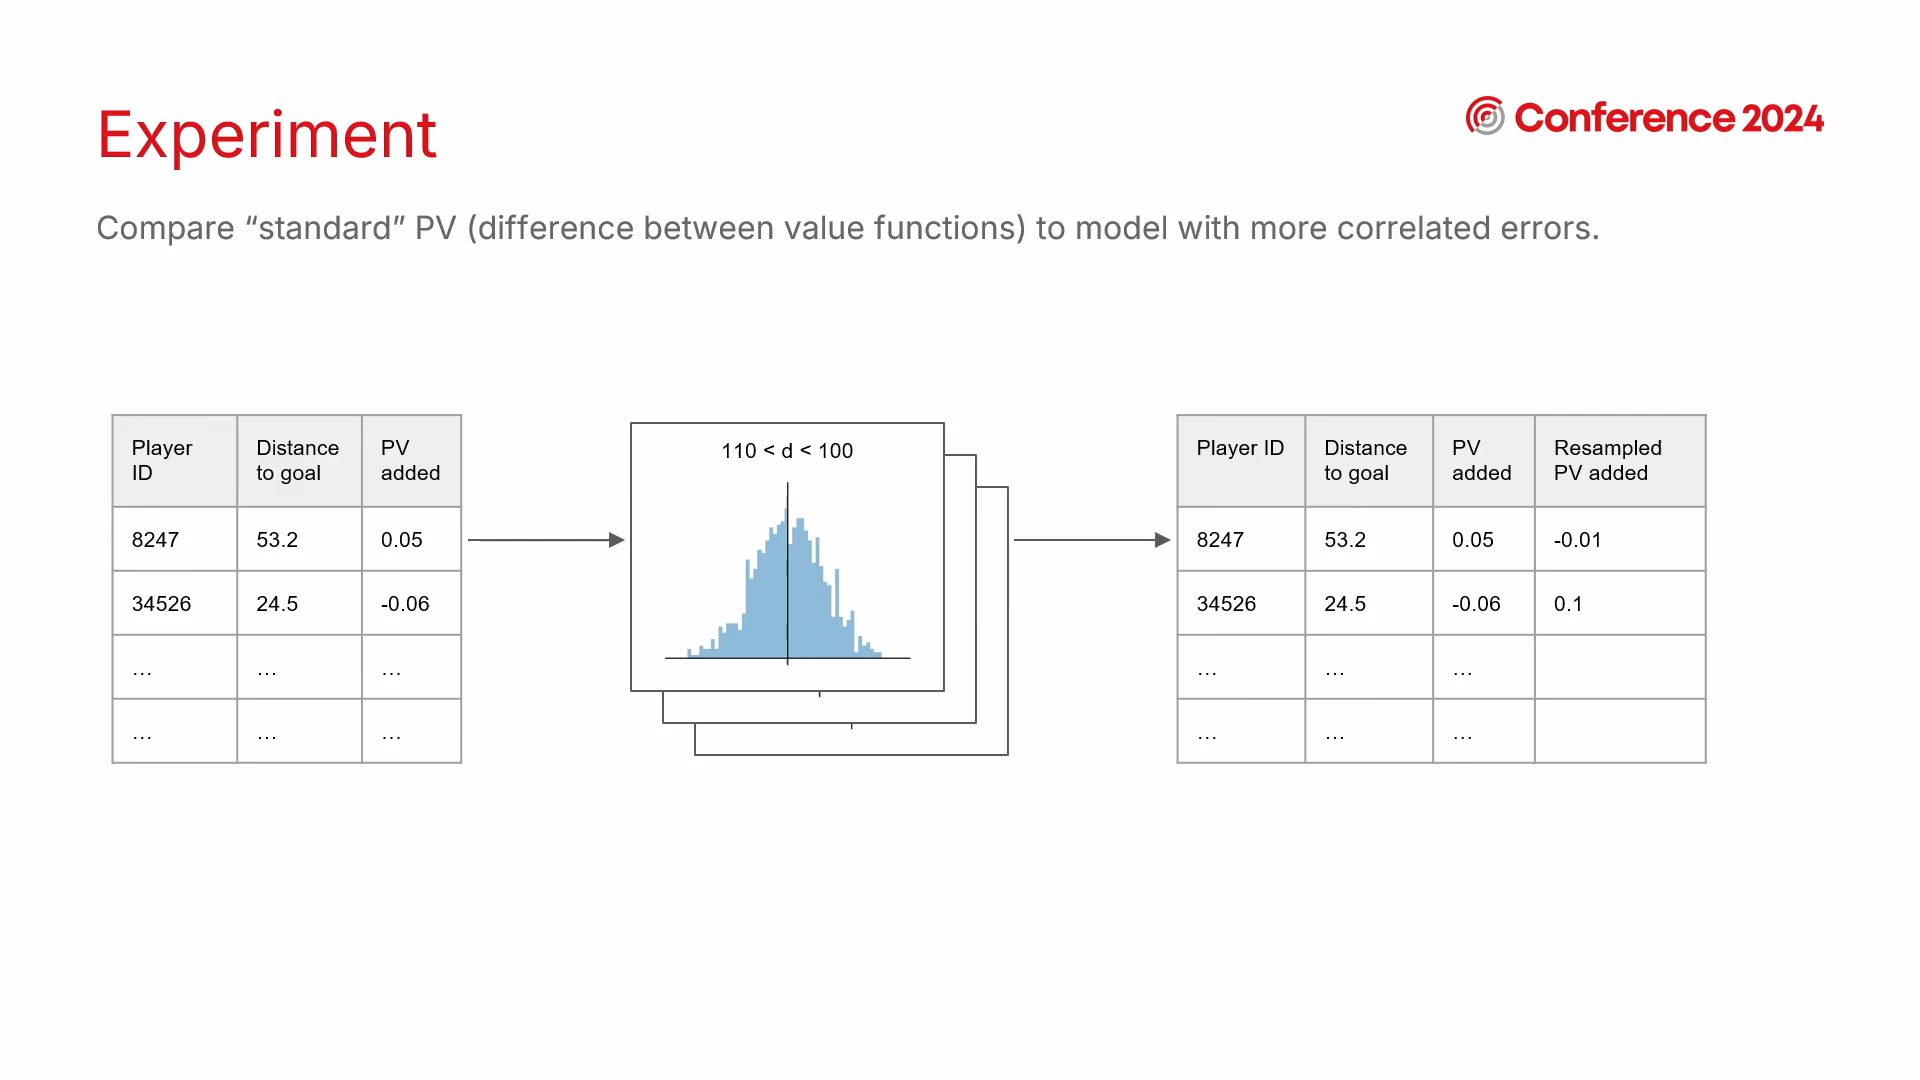 Experiment
Conference 2024
Compare “standard” PV (difference between value functions) to model with more correlated errors.
Player ID
Distance to goal
PV added
8247
53.2
0.05
34526
24.5
-0.06
…
…
…
…
…
…
110 < d < 100
Player ID
Distance to goal
PV added
Resampled PV added
8247
53.2
0.05
-0.01
34526
24.5
-0.06
0.1
…
…
…
…
…
…